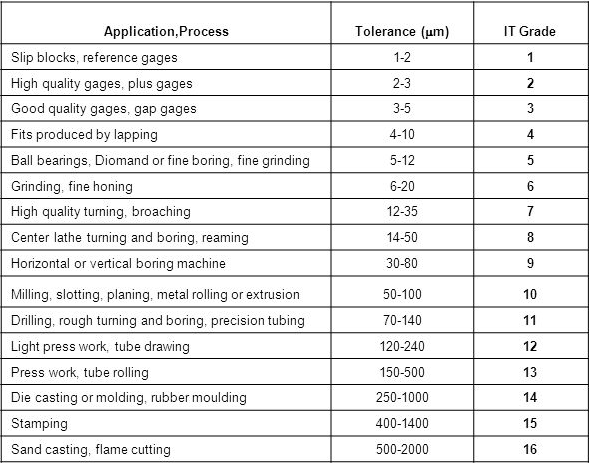 Application,Process Tolerance (μm) IT Grade
Slip blocks, reference gages 1-2 1
High quality gages, plus gages 2-3 2
Good quality gages, gap gages 3-5 3
Fits produced by lapping 4-10 4
Ball bearings, Diomand or fine boring, fine grinding 5-12 5
Grinding, fine honing 6-20 6
High quality turning, broaching 12-35 7
Center lathe turning and boring, reaming 14-50 8
Horizontal or vertical boring machine 30-80 9
Milling, slotting, planing, metal rolling or extrusion 50-100 10
Drilling, rough turning and boring, precision tubing 70-140 11
Light press work, tube drawing 120-240 12
Press work, tube rolling 150-500 13
Die casting or molding, rubber moulding 250-1000 14
Stamping 400-1400 15
Sand casting, flame cutting 500-2000 16